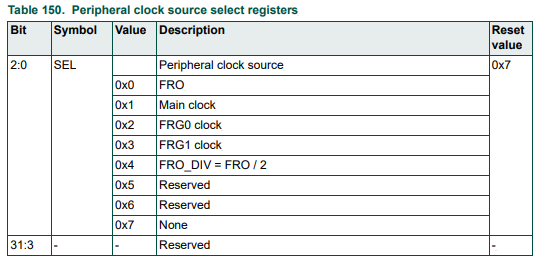 Table 150. Peripheral clock source select registers
Bit Symbol Value Description Reset value
2:0 SEL Peripheral clock source 0x7
0x0 FRO
0x1 Main clock
0x2 FRG0 clock
0x3 FRG1 clock
0x4 FRO_DIV = FRO / 2
0x5 Reserved
0x6 Reserved
0x7 None
31:3 - - Reserved -